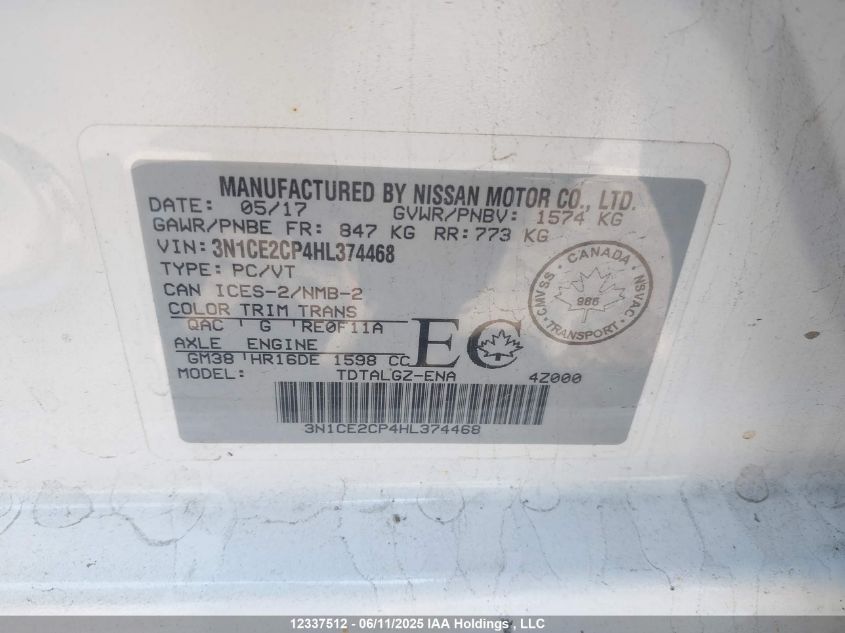 MANUFACTURED BY NISSAN MOTOR CO., LTD.
DATE: 05/17 GVWR/PNBV: 1574 KG
GAWR/PNBE FR: 847 KG RR: 773 KG
VIN: 3N1CE2CP4HL374468
TYPE: PC/VT
CAN ICES-2/NMB-2
COLOR TRIM TRANS
QAC G RE0F11A
AXLE ENGINE
GM38 HR16DE 1598 CC
EC
MODEL: TDTALGZ-ENA 4Z000
3N1CE2CP4HL374468
CANADA
CMVSS
NSVAC
986
TRANSPORT
12337512 - 06/11/2025 IAA Holdings , LLC